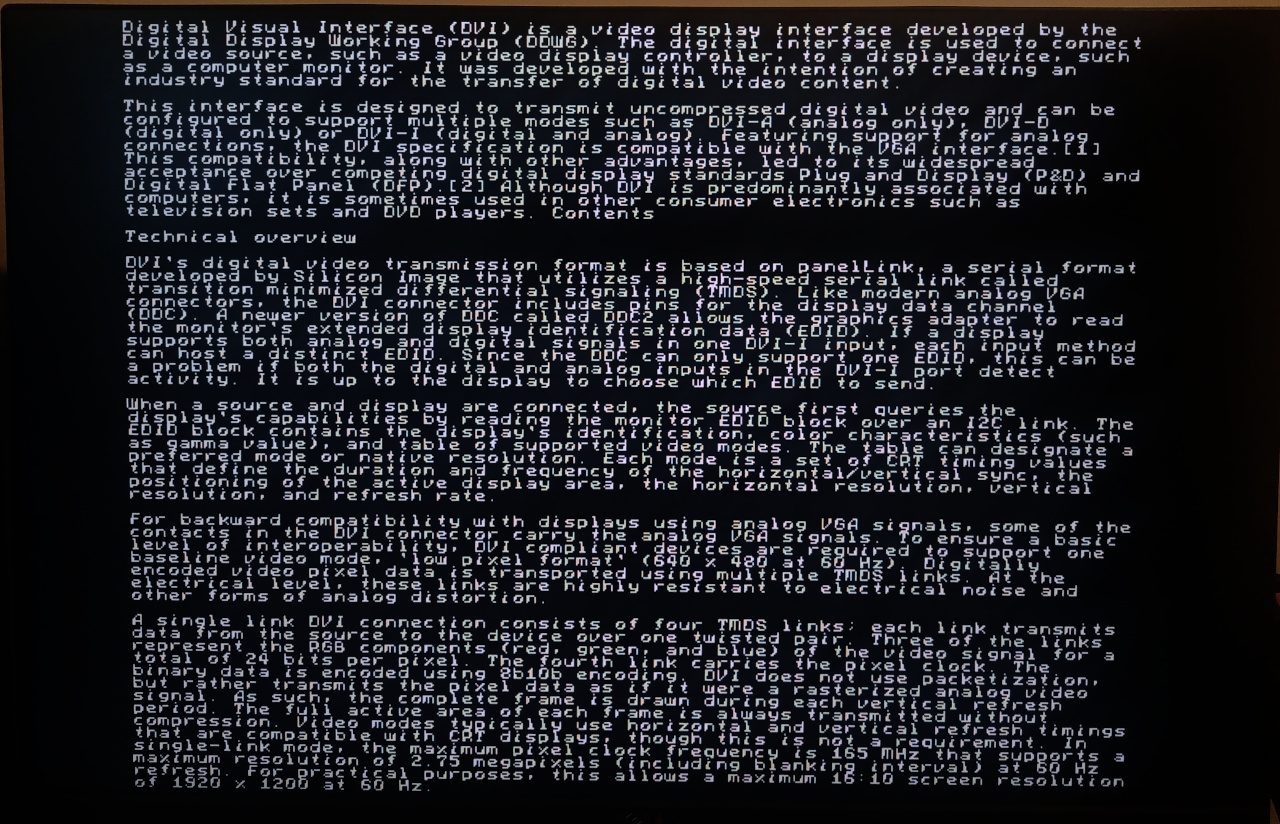 Digital Visual Interface (DVI) is a video display interface developed by the
Digital Display Working Group (DDWG). The digital interface is used to connect
a video source, such as a video display controller, to a display device, such
as a computer monitor. It was developed with the intention of creating an
industry standard for the transfer of digital video content.
This interface is designed to transmit uncompressed digital video and can be
configured to support multiple modes such as DVI-A (analog only), DVI-D
(digital only) or DVI-I (digital and analog). Featuring support for analog
connections, the DVI specification is compatible with the VGA interface.[1]
This compatibility, along with other advantages, led to its widespread
acceptance over competing digital display standards Plug and Display (P&D) and
Digital Flat Panel (DFP).[2] Although DVI is predominantly associated with
computers, it is sometimes used in other consumer electronics such as
television sets and DVD players. Contents
Technical overview
DVI's digital video transmission format is based on panelLink, a serial format
developed by Silicon Image that utilizes a high-speed serial link called
transition minimized differential signaling (TMDS). Like modern analog VGA
connectors, the DVI connector includes pins for the display data channel
(DDC). A newer version of DDC called DDC2 allows the graphics adapter to read
the monitor's extended display identification data (EDID). If a display
supports both analog and digital signals in one DVI-I input, each input method
can host a distinct EDID. Since the DDC can only support one EDID, this can be
a problem if both the digital and analog inputs in the DVI-I port detect
activity. It is up to the display to choose which EDID to send.
When a source and display are connected, the source first queries the
display's capabilities by reading the monitor EDID block over an I2C link. The
EDID block contains the display's identification, color characteristics (such
as gamma value), and table of supported video modes. The table can designate a
preferred mode or native resolution. Each mode is a set of CRT timing values
that define the duration and frequency of the horizontal/vertical sync, the
positioning of the active display area, the horizontal resolution, vertical
resolution, and refresh rate.
For backward compatibility with displays using analog VGA signals, some of the
contacts in the DVI connector carry the analog VGA signals. To ensure a basic
level of interoperability, DVI compliant devices are required to support one
baseline video mode, "low pixel format" (640 x 480 at 60 Hz). Digitally
encoded video pixel data is transported using multiple TMDS links. At the
electrical level, these links are highly resistant to electrical noise and
other forms of analog distortion.
A single link DVI connection consists of four TMDS links; each link transmits
data from the source to the device over one twisted pair. Three of the links
represent the RGB components (red, green, and blue) of the video signal for a
total of 24 bits per pixel. The fourth link carries the pixel clock. The
binary data is encoded using 8b10b encoding. DVI does not use packetization,
but rather transmits the pixel data as if it were a rasterized analog video
signal. As such, the complete frame is drawn during each vertical refresh
period. The full active area of each frame is always transmitted without
compression. Video modes typically use horizontal and vertical refresh timings
that are compatible with CRT displays, though this is not a requirement. In
single-link mode, the maximum pixel clock frequency is 165 MHz that supports a
maximum resolution of 2.75 megapixels (including blanking interval) at 60 Hz
refresh. For practical purposes, this allows a maximum 16:10 screen resolution
of 1920 x 1200 at 60 Hz.